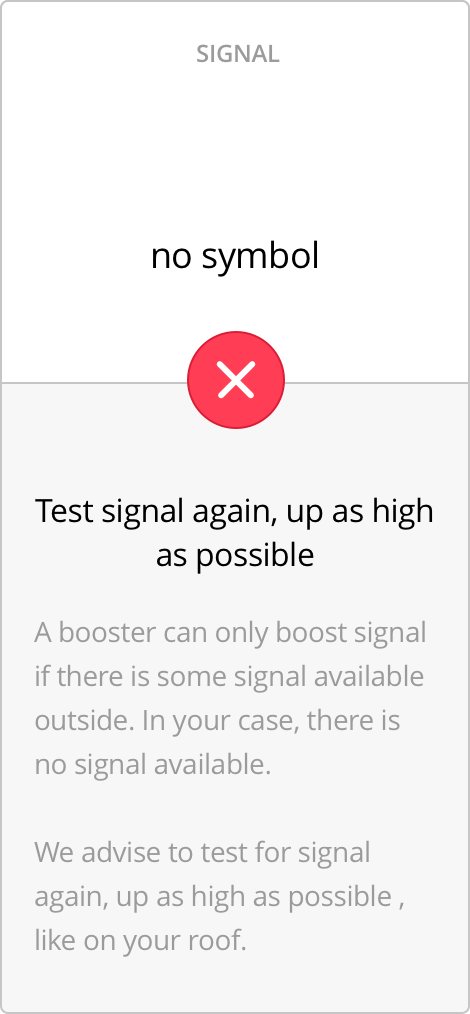 SIGNAL
no symbol
Test signal again, up as high
as possible
A booster can only boost signal
if there is some signal available
outside. In your case, there is
no signal available.
We advise to test for signal
again, up as high as possible ,
like on your roof.